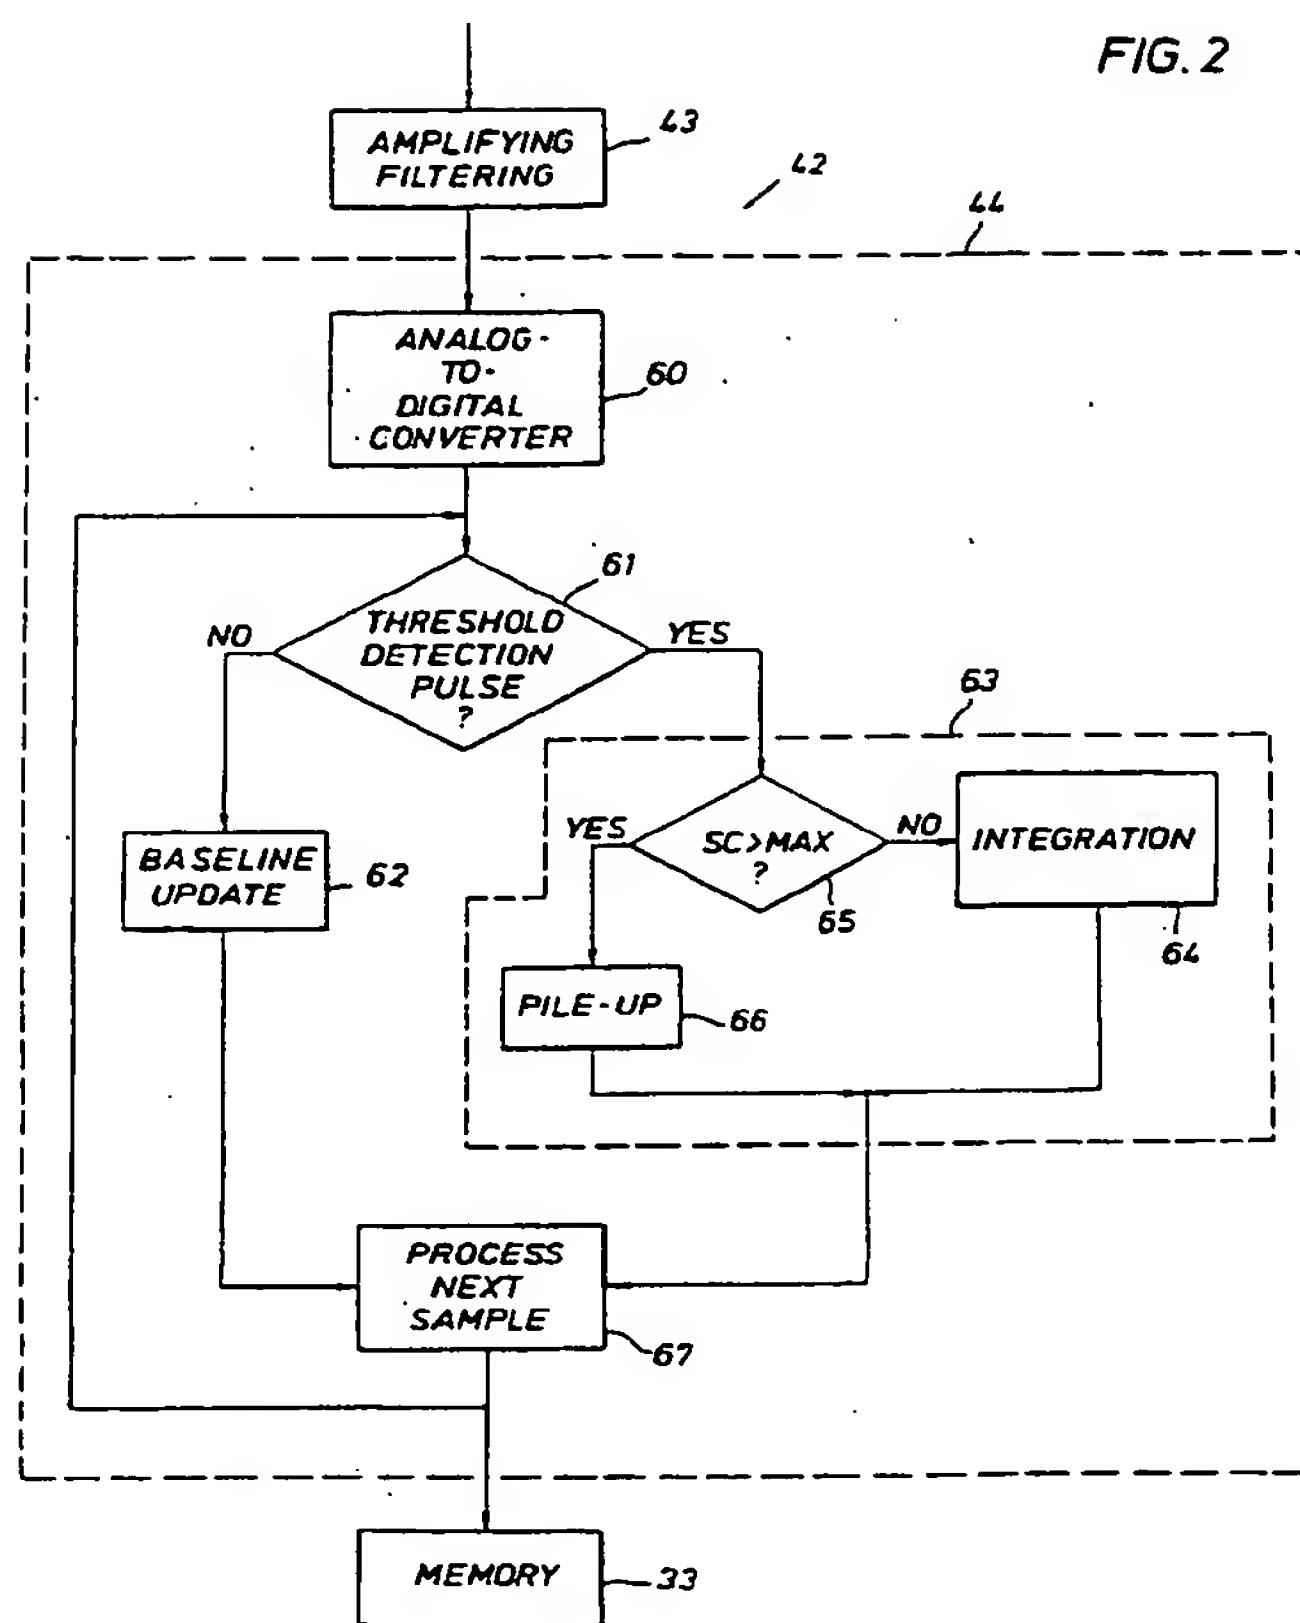 FIG. 2
AMPLIFYING
FILTERING
43
42
44
ANALOG-
TO-
DIGITAL
CONVERTER
60
61
THRESHOLD
DETECTION
PULSE
?
NO
YES
63
BASELINE
UPDATE
62
YES
SC>MAX
?
NO
65
INTEGRATION
64
PILE-UP
66
PROCESS
NEXT
SAMPLE
67
MEMORY
33